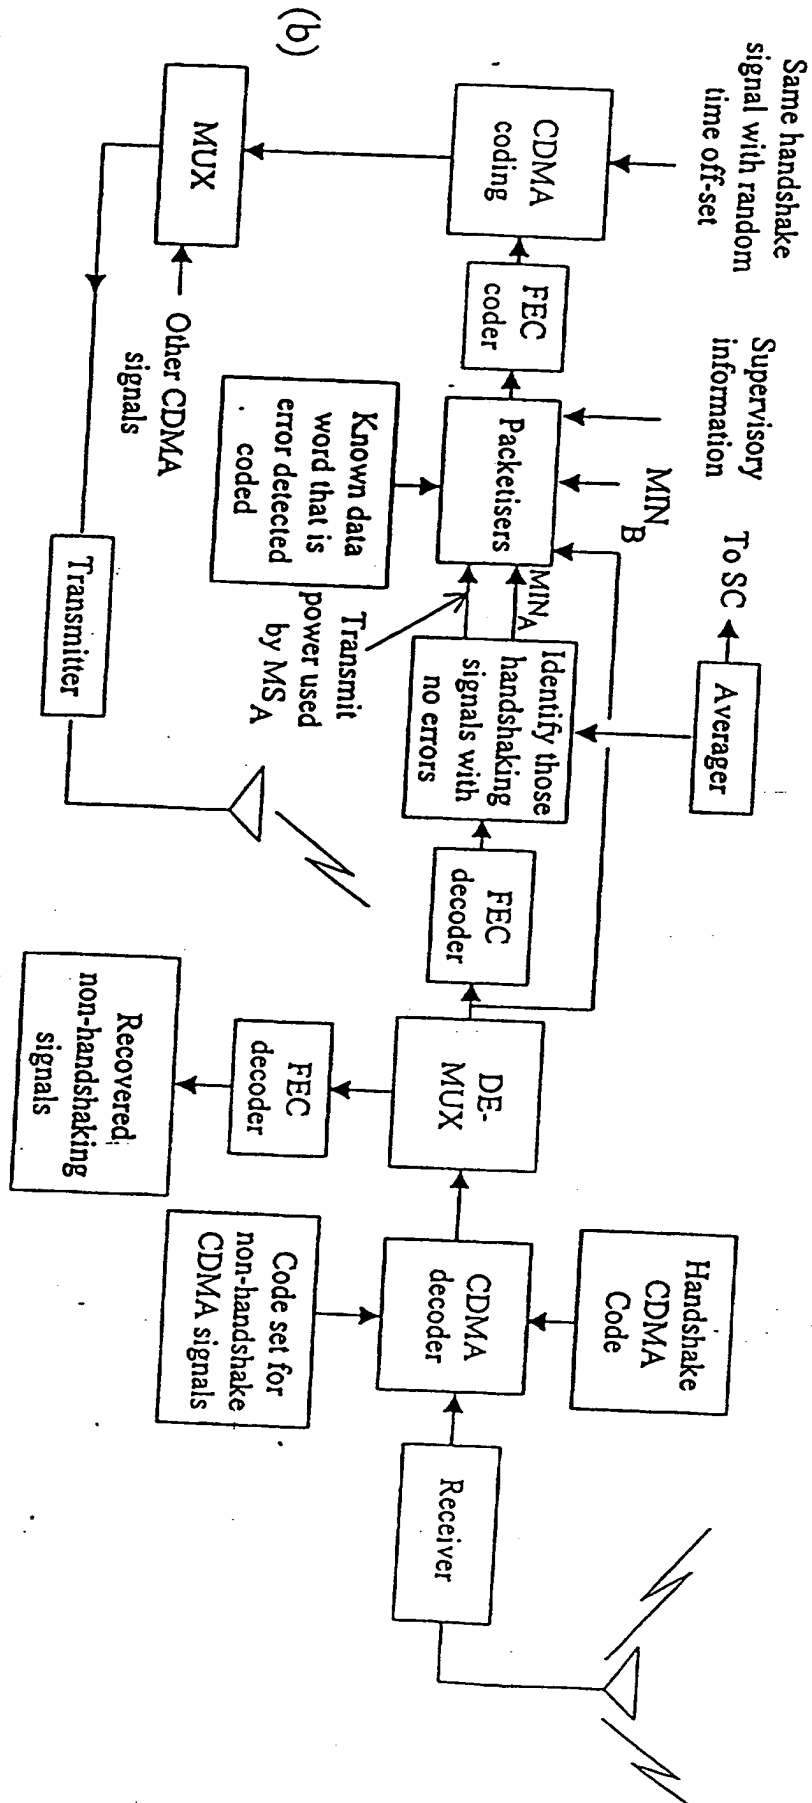 (b)
Same handshake
signal with random
time off-set
Supervisory
information
MIN B
To SC
Averager
Handshake
CDMA
Code
CDMA
coding
FEC
coder
Packetisers
MIN A
Identify those
handshaking
signals with
no errors
FEC
decoder
DE-
MUX
CDMA
decoder
Receiver
MUX
Other CDMA
signals
Known data
word that is
error detected
coded
Transmit
power used
by MS A
FEC
decoder
Code set for
non-handshake
CDMA signals
Transmitter
Recovered
non-handshaking
signals